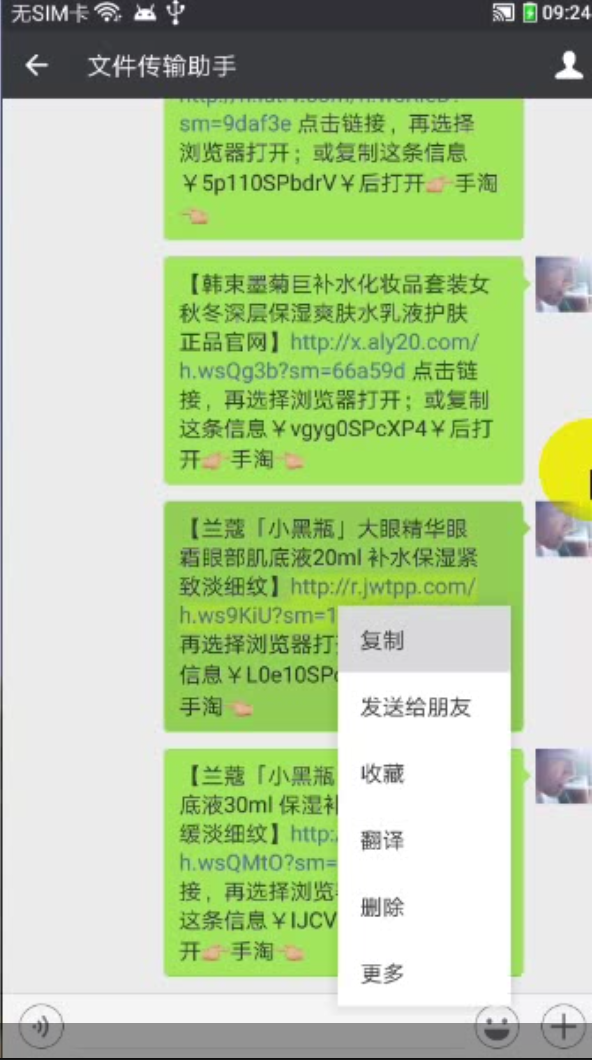 无SIM卡 09:24
文件传输助手
sm=9daf3e 点击链接，再选择
浏览器打开；或复制这条信息
￥5p110SPbdrV￥后打开👉手淘
👈
【韩束墨菊巨补水化妆品套装女
秋冬深层保湿爽肤水乳液护肤
正品官网】http://x.aly20.com/
h.wsQg3b?sm=66a59d 点击链
接，再选择浏览器打开；或复制
这条信息￥vgyg0SPcXP4￥后打
开👉手淘👈
【兰蔻「小黑瓶」大眼精华眼
霜眼部肌底液20ml 补水保湿紧
致淡细纹】http://r.jwtpp.com/
h.ws9KiU?sm=1
再选择浏览器打
信息￥L0e10SP
手淘👈
【兰蔻「小黑瓶
底液30ml 保湿补
缓淡细纹】http:
h.wsQMtO?sm=
接，再选择浏览
这条信息￥IJCV
开👉手淘👈
复制
发送给朋友
收藏
翻译
删除
更多